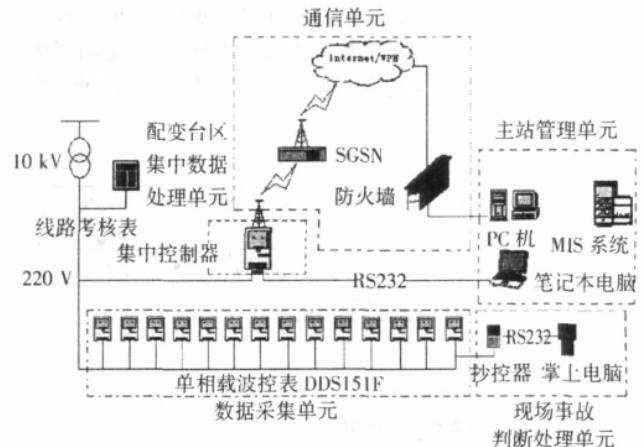 通信单元
Internet/VPN
配变台区
集中数据
处理单元
10 kV
SGSN
主站管理单元
防火墙
线路考核表
集中控制器
PC 机
MIS 系统
220 V
RS232
笔记本电脑
RS232
单相载波控表 DDS151F
抄控器 掌上电脑
数据采集单元
现场事故
判断处理单元